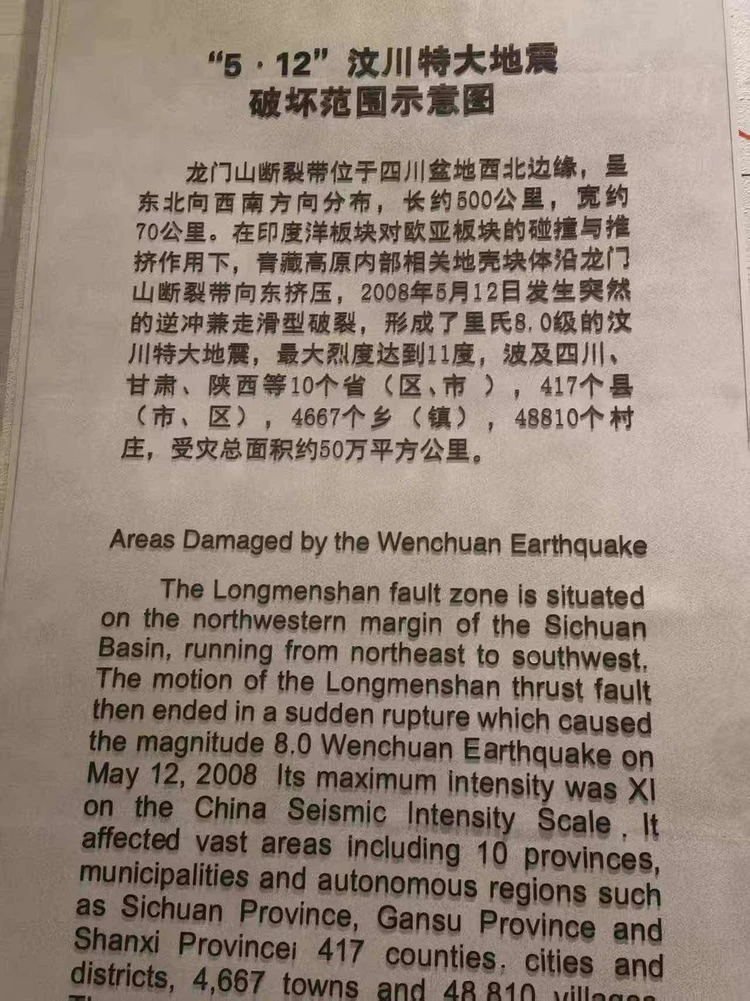 “5·12”汶川特大地震
破坏范围示意图
龙门山断裂带位于四川盆地西北边缘，呈
东北向西南方向分布，长约500公里，宽约
70公里。在印度洋板块对欧亚板块的碰撞与推
挤作用下，青藏高原内部相关地壳块体沿龙门
山断裂带向东挤压，2008年5月12日发生突然
的逆冲兼走滑型破裂，形成了里氏8.0级的汶
川特大地震，最大烈度达到11度，波及四川、
甘肃、陕西等10个省（区、市），417个县
（市、区），4667个乡（镇），48810个村
庄，受灾总面积约50万平方公里。
Areas Damaged by the Wenchuan Earthquake
The Longmenshan fault zone is situated
on the northwestern margin of the Sichuan
Basin, running from northeast to southwest.
The motion of the Longmenshan thrust fault
then ended in a sudden rupture which caused
the magnitude 8.0 Wenchuan Earthquake on
May 12, 2008 Its maximum intensity was XI
on the China Seismic Intensity Scale . It
affected vast areas including 10 provinces,
municipalities and autonomous regions such
as Sichuan Province, Gansu Province and
Shanxi Province; 417 counties. cities and
districts, 4,667 towns and 48,810 villages